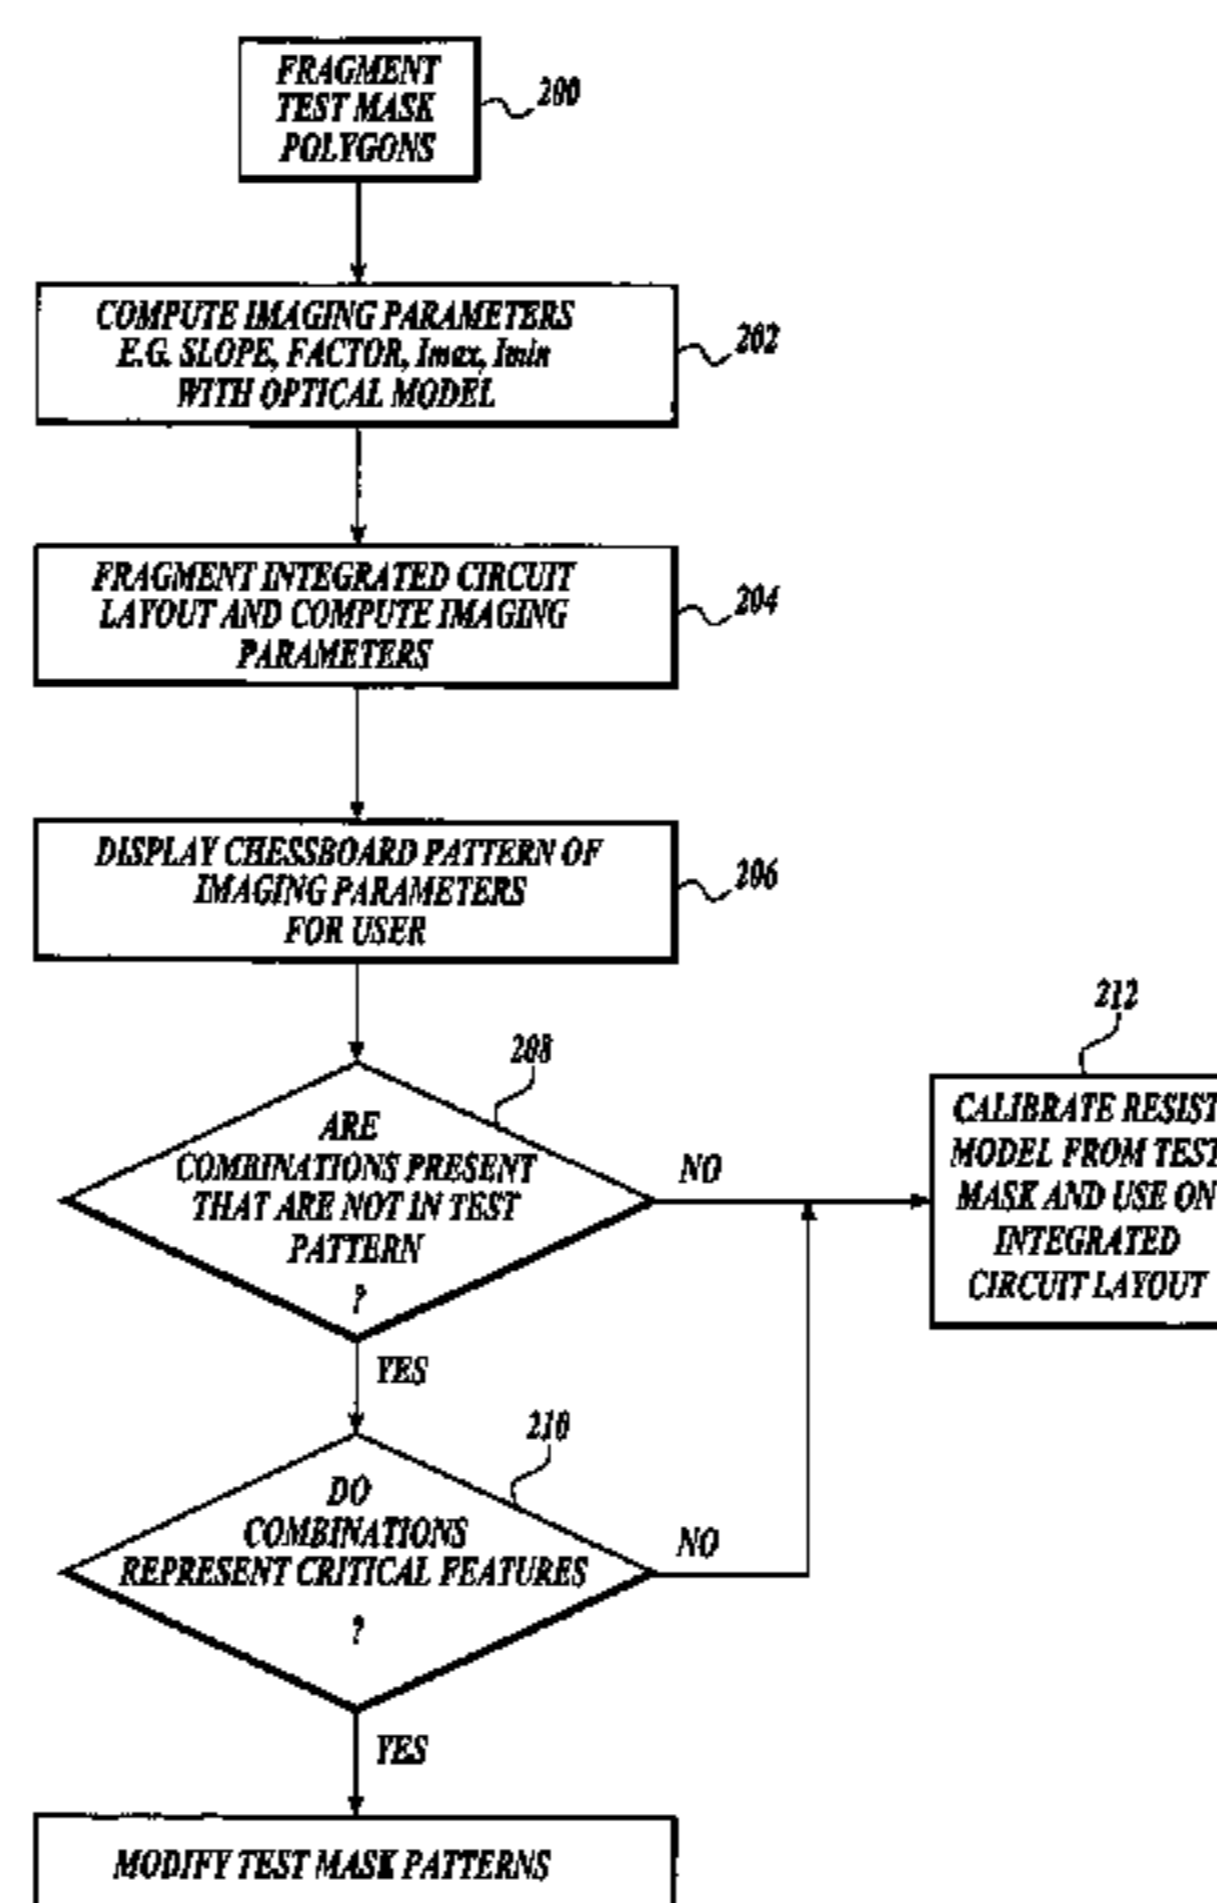 FRAGMENT
TEST MASK
POLYGONS
200
COMPUTE IMAGING PARAMETERS
E.G. SLOPE, FACTOR, Imax, Imin
WITH OPTICAL MODEL
202
FRAGMENT INTEGRATED CIRCUIT
LAYOUT AND COMPUTE IMAGING
PARAMETERS
204
DISPLAY CHESSBOARD PATTERN OF
IMAGING PARAMETERS
FOR USER
206
208
ARE
COMBINATIONS PRESENT
THAT ARE NOT IN TEST
PATTERN
?
NO
YES
212
CALIBRATE RESIST
MODEL FROM TEST
MASK AND USE ON
INTEGRATED
CIRCUIT LAYOUT
210
DO
COMBINATIONS
REPRESENT CRITICAL FEATURES
?
NO
YES
MODIFY TEST MASK PATTERNS